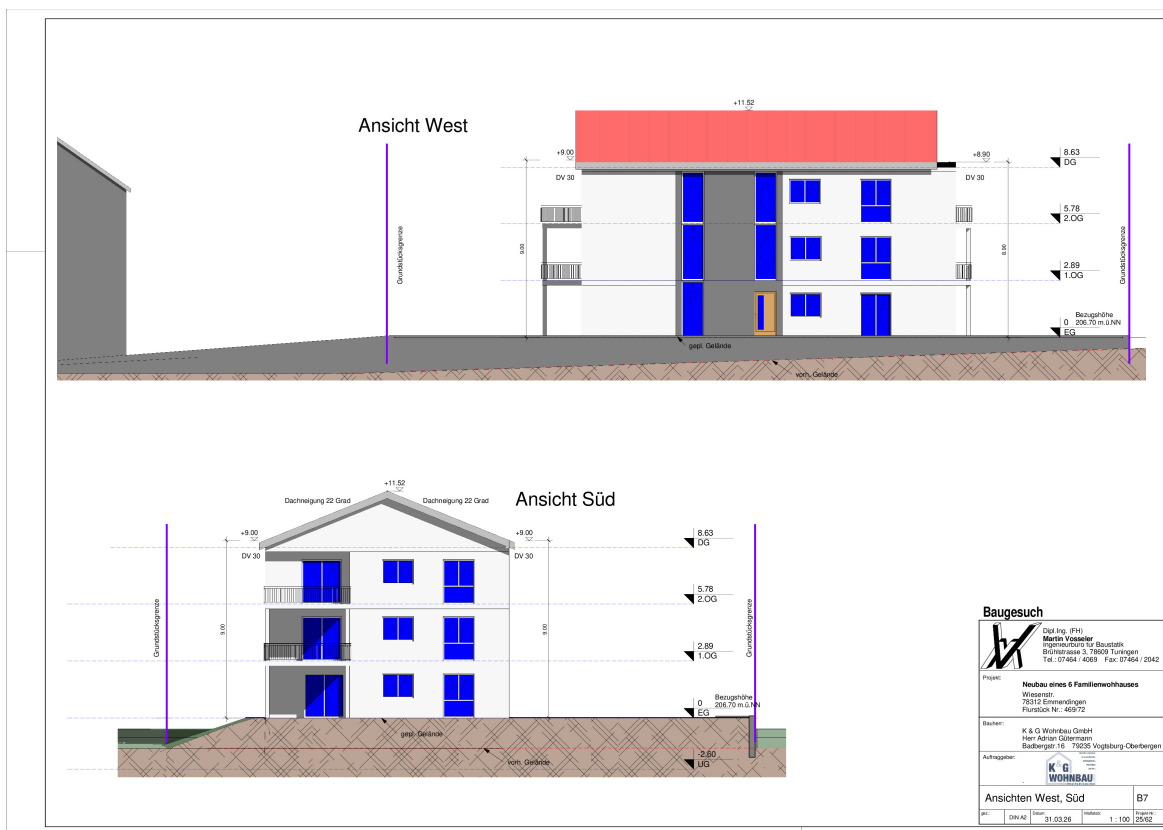 Ansicht West
+11.52
+9.00
DV 30
+8.90
DV 30
8.63
DG
5.78
2.OG
2.89
1.OG
Bezugshöhe
0 206.70 m.ü.NN
EG
9.00
8.90
Grundstücksgrenze
Grundstücksgrenze
gepl. Gelände
vorh. Gelände
Ansicht Süd
+11.52
Dachneigung 22 Grad
Dachneigung 22 Grad
+9.00
DV 30
+9.00
DV 30
8.63
DG
5.78
2.OG
2.89
1.OG
Bezugshöhe
0 206.70 m.ü.NN
EG
-2.60
UG
9.00
9.00
Grundstücksgrenze
Grundstücksgrenze
gepl. Gelände
vorh. Gelände
Baugesuch
Dipl.Ing. (FH)
Martin Vosseler
Ingenieurbüro für Baustatik
Brühlstrasse 3, 78609 Tuningen
Tel.: 07464 / 4069 Fax: 07464 / 2042
Projekt:
Neubau eines 6 Familienwohhauses
Wiesenstr.
78312 Emmendingen
Flurstück Nr.: 469/72
Bauherr:
K & G Wohnbau GmbH
Herr Adrian Gütermann
Badbergstr.16 79235 Vogtsburg-Oberbergen
Auftraggeber:
K G
WOHNBAU
Ansichten West, Süd
B7
gez.:
DIN A2
Datum:
31.03.26
Maßstab:
1 : 100
Projekt Nr.:
25/62